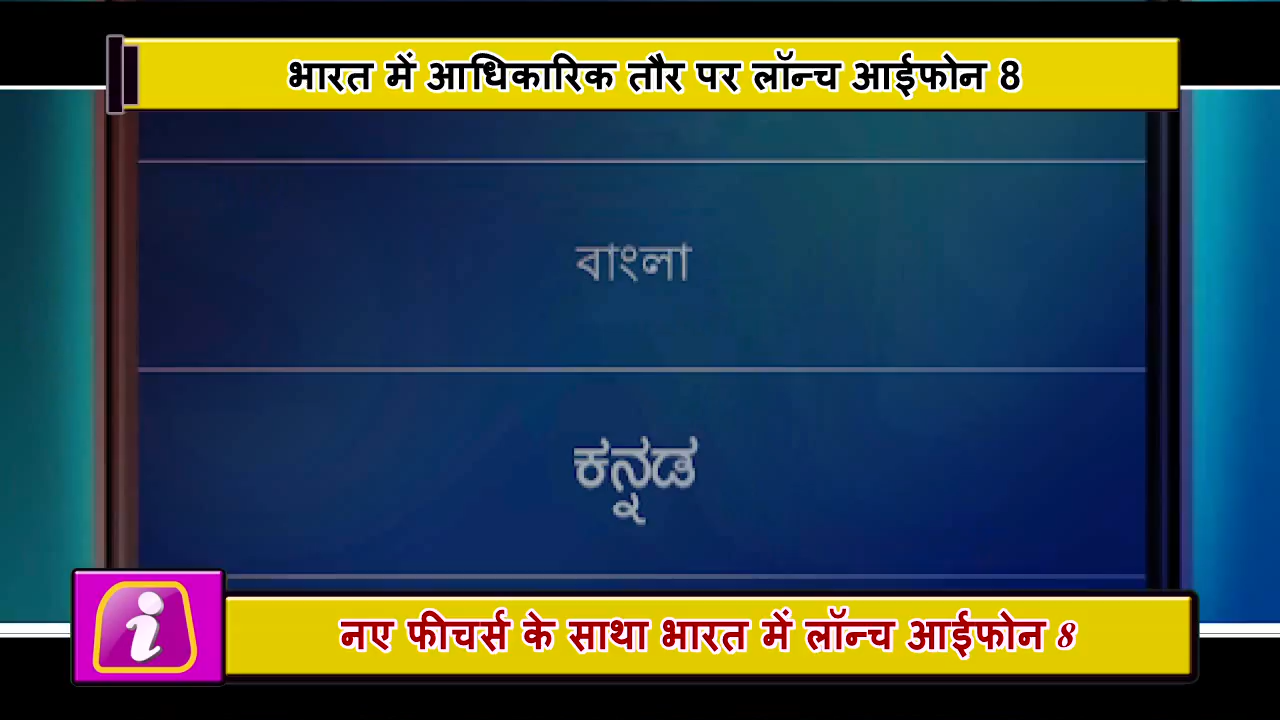 भारत में आधिकारिक तौर पर लॉन्च आईफोन 8
বাংলা
ಕನ್ನಡ
नए फीचर्स के साथा भारत में लॉन्च आईफोन 8